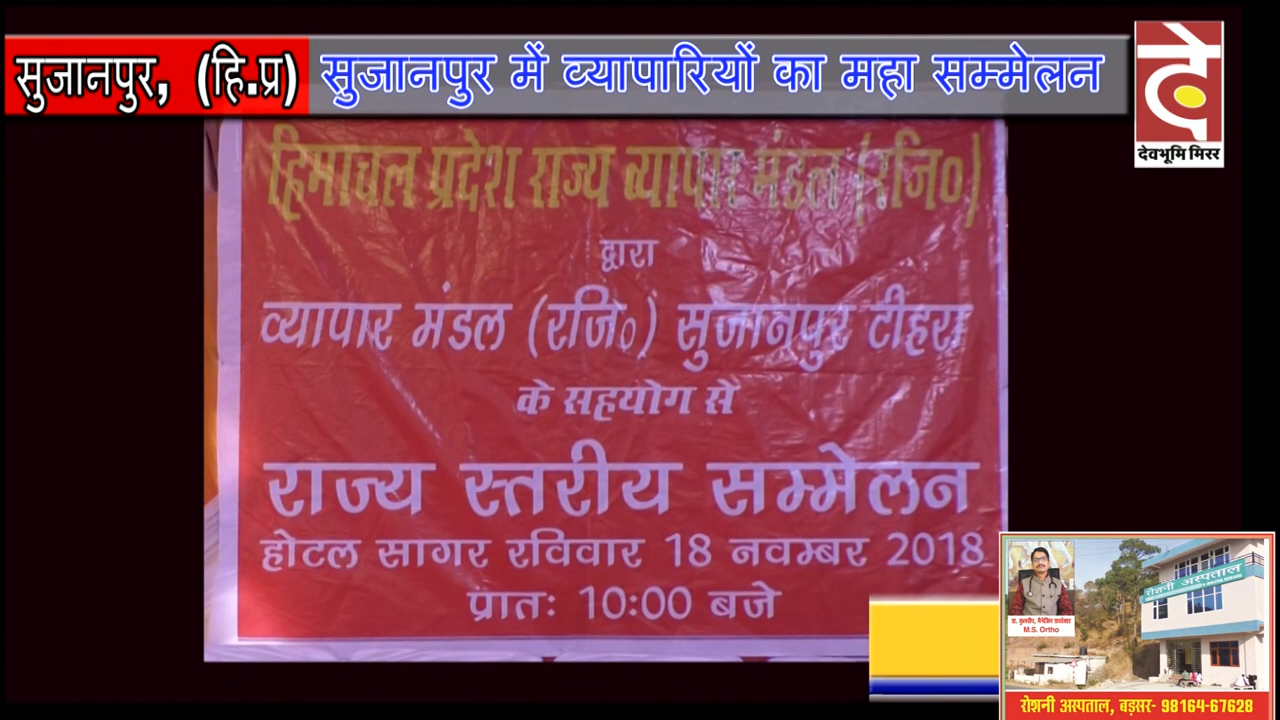 सुजानपुर, (हि.प्र) सुजानपुर में व्यापारियों का महा सम्मेलन
दे
देवभूमि मिरर
हिमाचल प्रदेश राज्य व्यापार मंडल (रजि०)
द्वारा
व्यापार मंडल (रजि०) सुजानपुर टीहरा
के सहयोग से
राज्य स्तरीय सम्मेलन
होटल सागर रविवार 18 नवम्बर 2018
प्रातः 10:00 बजे
रोशनी अस्पताल
M.S. Ortho
रोशनी अस्पताल, बड़सर- 98164-67628